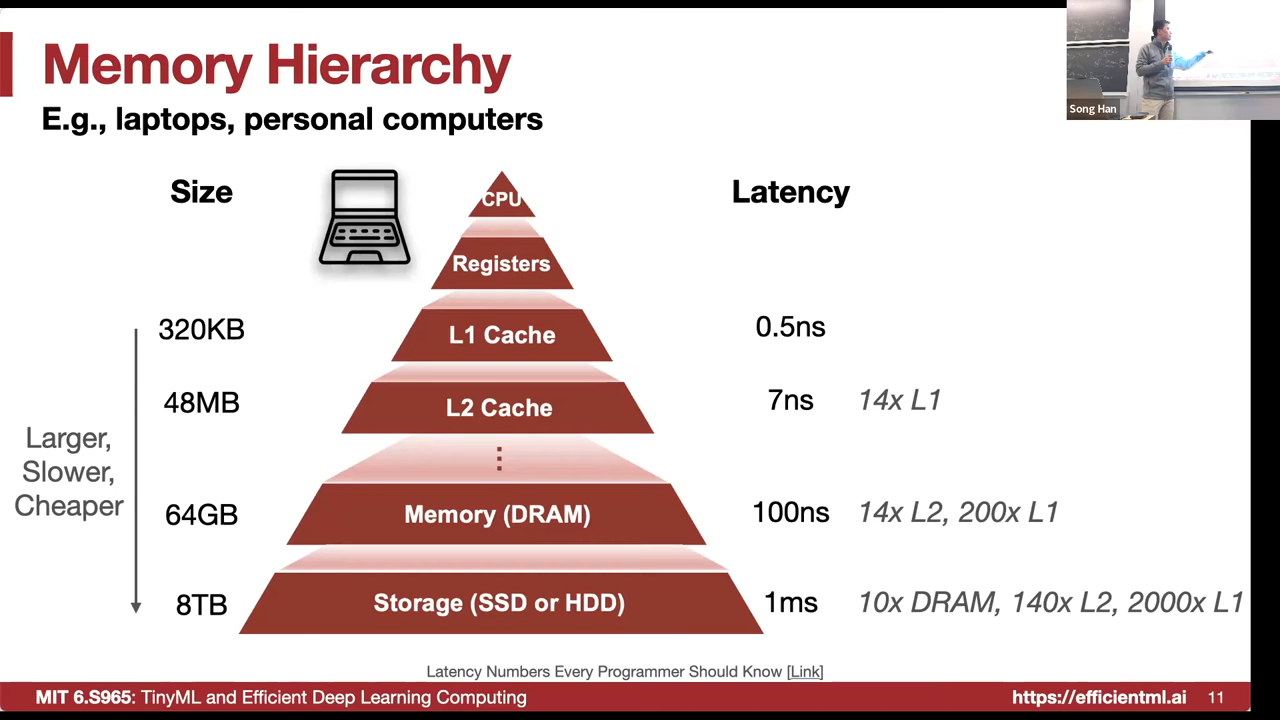 Memory Hierarchy
E.g., laptops, personal computers
Song Han
Size
Latency
CPU
Registers
320KB
L1 Cache
0.5ns
48MB
L2 Cache
7ns
14x L1
Larger,
Slower,
Cheaper
⋮
64GB
Memory (DRAM)
100ns
14x L2, 200x L1
8TB
Storage (SSD or HDD)
1ms
10x DRAM, 140x L2, 2000x L1
Latency Numbers Every Programmer Should Know [Link]
MIT 6.S965: TinyML and Efficient Deep Learning Computing
https://efficientml.ai
11